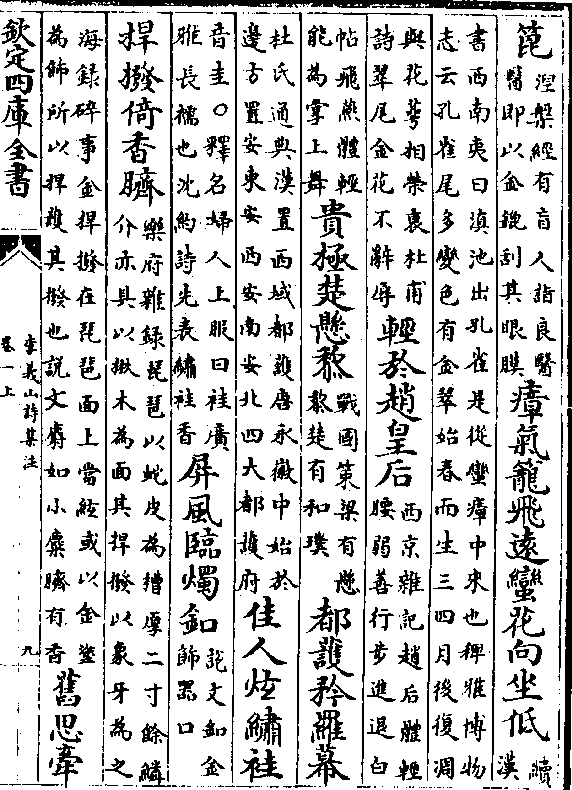 篦涅槃經有盲人詣良醫醫即以金鎞刮其眼膜瘴氣籠飛遠蠻花向坐低續漢
書西南夷曰滇池出孔雀是從蠻瘴中來也稗雅博物志云孔雀尾多變色有金翠始春而生三四月後復凋
與花蕚相榮衰杜甫詩翠尾金花不辭辱輕於趙皇后西京雜記趙后體輕腰弱善行步進退白
帖飛燕體輕能為掌上舞貴極楚懸黎戰國策梁有懸黎楚有和璞都護矜羅幕
杜氏通典漢置西域都護唐永徽中始於邊方置安東安西安南安北四大都護府佳人炫繡袿
音圭○釋名婦人上服曰袿廣雅長襦也沈約詩先表繡袿香屏風臨燭釦說文釦金飾器口
捍撥倚香臍樂府雜録琵琶以蛇皮為槽厚二寸餘鱗介亦具以楸木為面其捍撥以象牙為之
海録碎事金捍撥在琵琶面上當絃或以金塗為飾所以捍護其撥也說文麝如小麋臍有香舊思牽
欽定四庫全書
李義山詩集注
卷一上
九